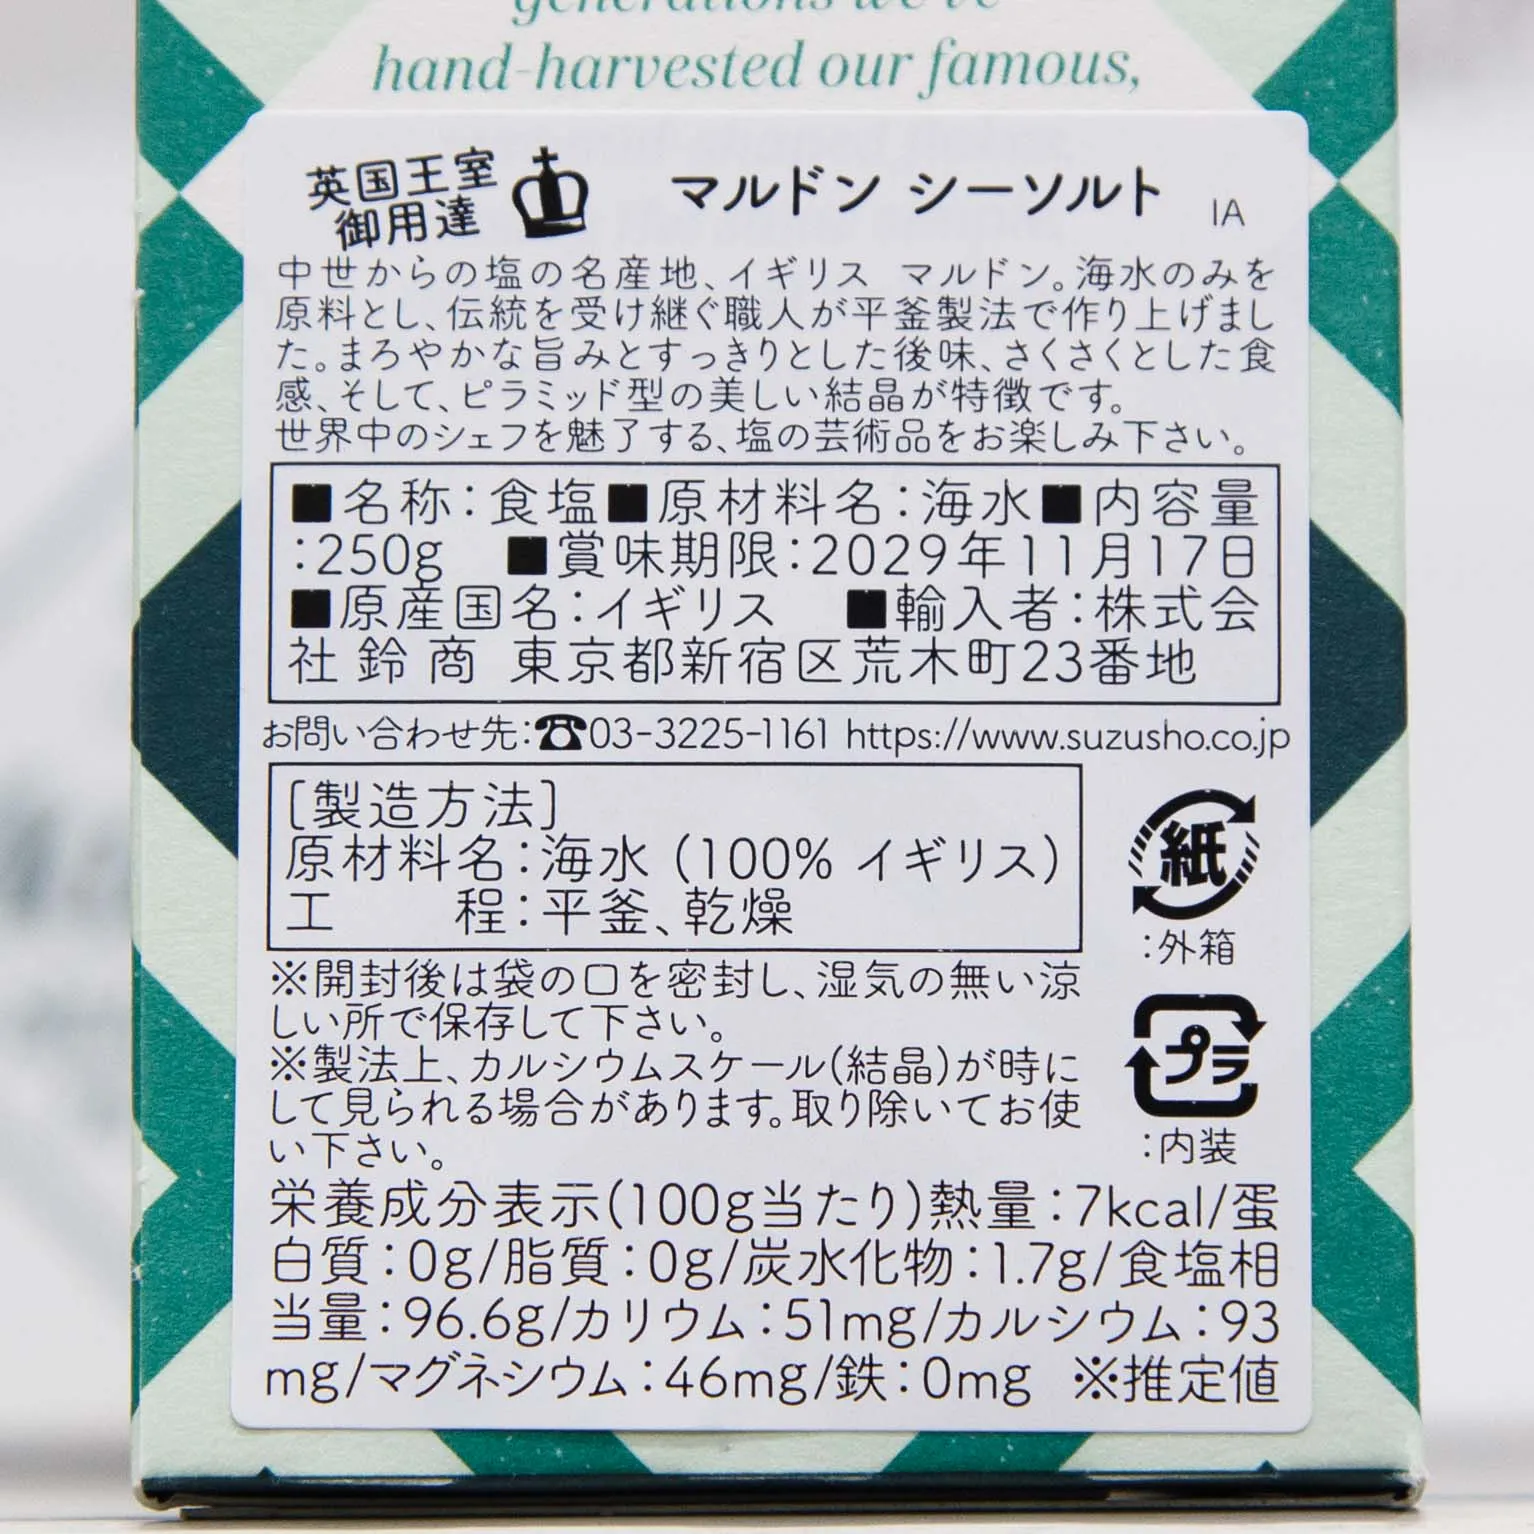 generations we've
hand-harvested our famous,
英国王室
御用達
マルドン シーソルト IA
中世からの塩の名産地、イギリス マルドン。海水のみを
原料とし、伝統を受け継ぐ職人が平釜製法で作り上げまし
た。まろやかな旨みとすっきりとした後味、さくさくとした食
感、そして、ピラミッド型の美しい結晶が特徴です。
世界中のシェフを魅了する、塩の芸術品をお楽しみ下さい。
■名称：食塩■原材料名：海水■内容量
：250g ■賞味期限：2029年11月17日
■原産国名：イギリス ■輸入者：株式会
社 鈴 商 東京都新宿区荒木町23番地
お問い合わせ先：☎03-3225-1161 https://www.suzusho.co.jp
［製造方法］
原材料名：海水（100% イギリス）
工 程：平釜、乾燥
紙
：外箱
※開封後は袋の口を密封し、湿気の無い涼
しい所で保存して下さい。
※製法上、カルシウムスケール（結晶）が時に
して見られる場合があります。取り除いてお使
い下さい。
プラ
：内装
栄養成分表示（100g当たり）熱量：7kcal/蛋
白質：0g/脂質：0g/炭水化物：1.7g/食塩相
当量：96.6g/カリウム：51mg/カルシウム：93
mg/マグネシウム：46mg/鉄：0mg ※推定値